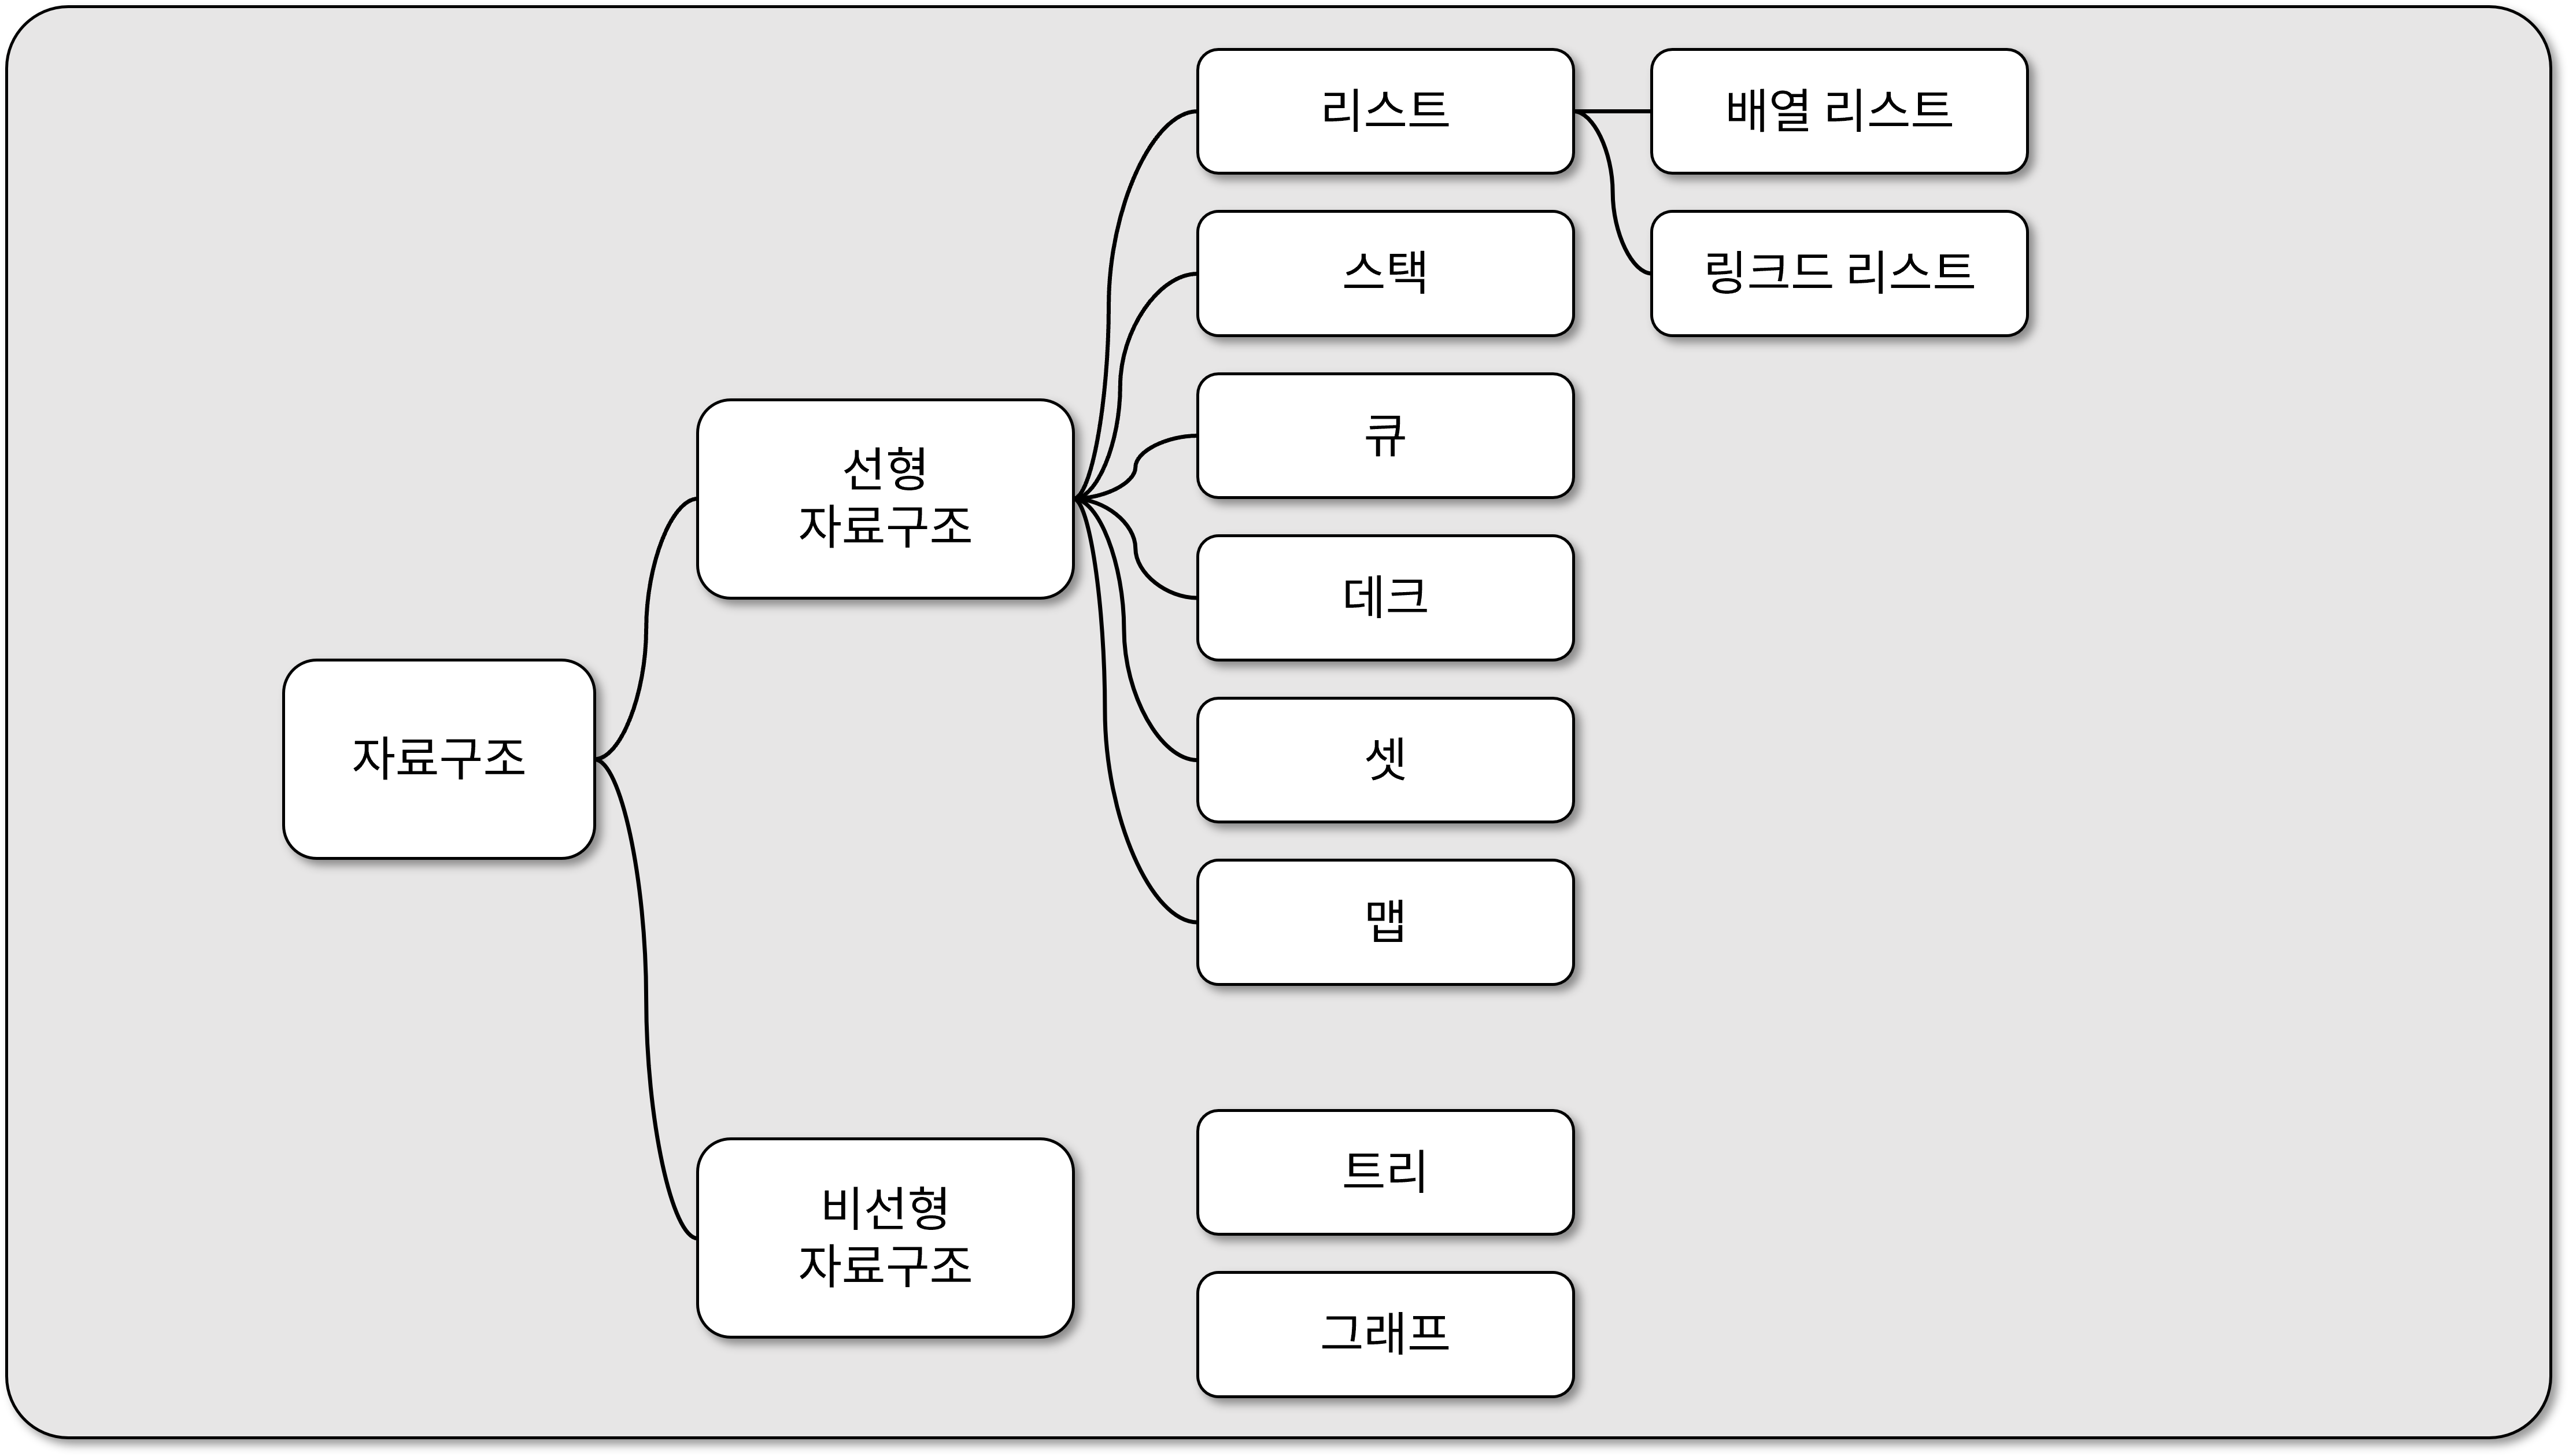 리스트
배열 리스트
스택
링크드 리스트
큐
선형
자료구조
데크
자료구조
셋
맵
트리
비선형
자료구조
그래프